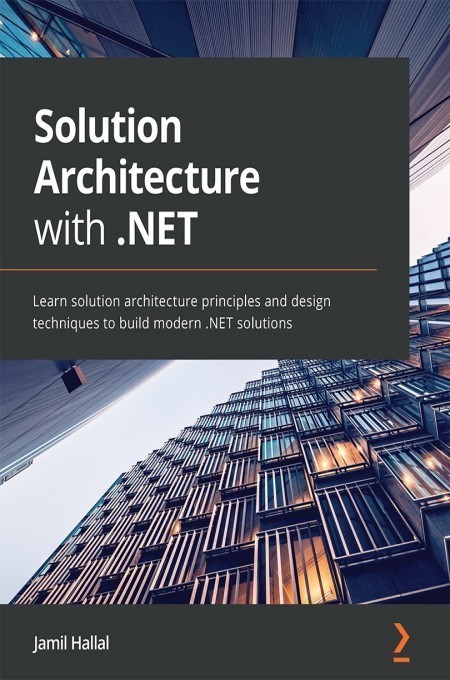 Solution
Architecture
with .NET
Learn solution architecture principles and design
techniques to build modern .NET solutions
Jamil Hallal